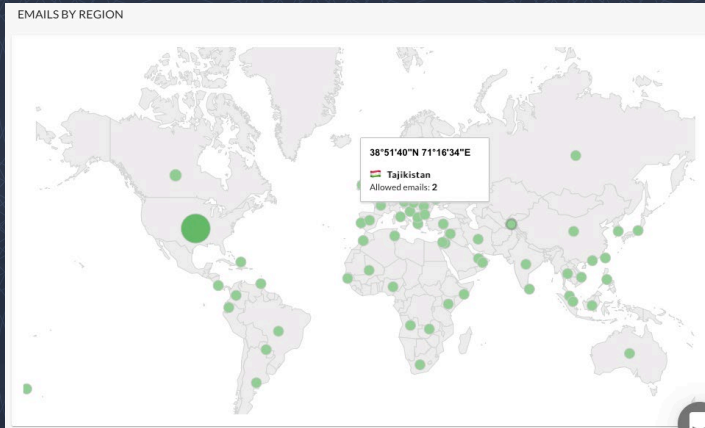 EMAILS BY REGION
38°51'40"N 71°16'34"E
Tajikistan
Allowed emails: 2